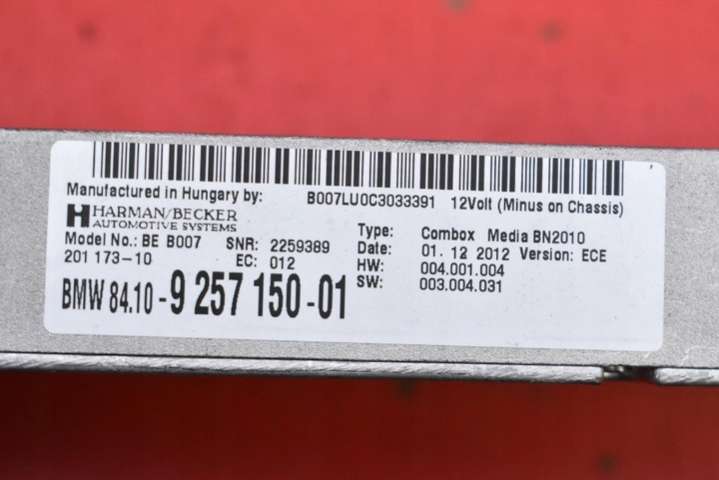 Manufactured in Hungary by: B007LU0C3033391 12Volt (Minus on Chassis)
HARMAN/BECKER
AUTOMOTIVE SYSTEMS
Model No.: BE B007 SNR: 2259389
201 173-10 EC: 012
BMW 84.10 - 9 257 150 - 01
Type: Combox Media BN2010
Date: 01. 12 2012 Version: ECE
HW: 004.001.004
SW: 003.004.031